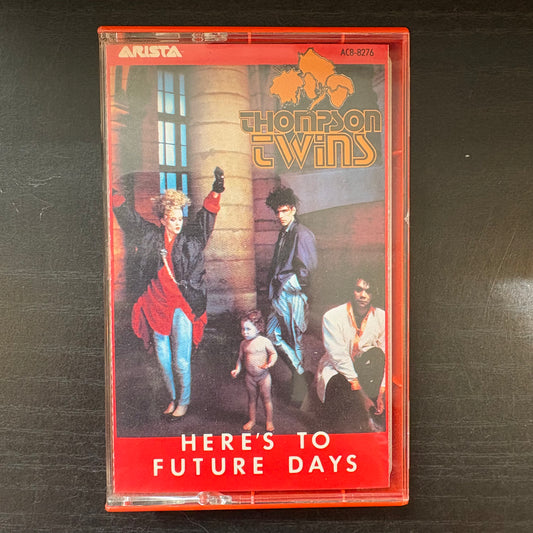 ARISTA
AC8-8276
THOMPSON
TWINS
HERE'S TO
FUTURE DAYS